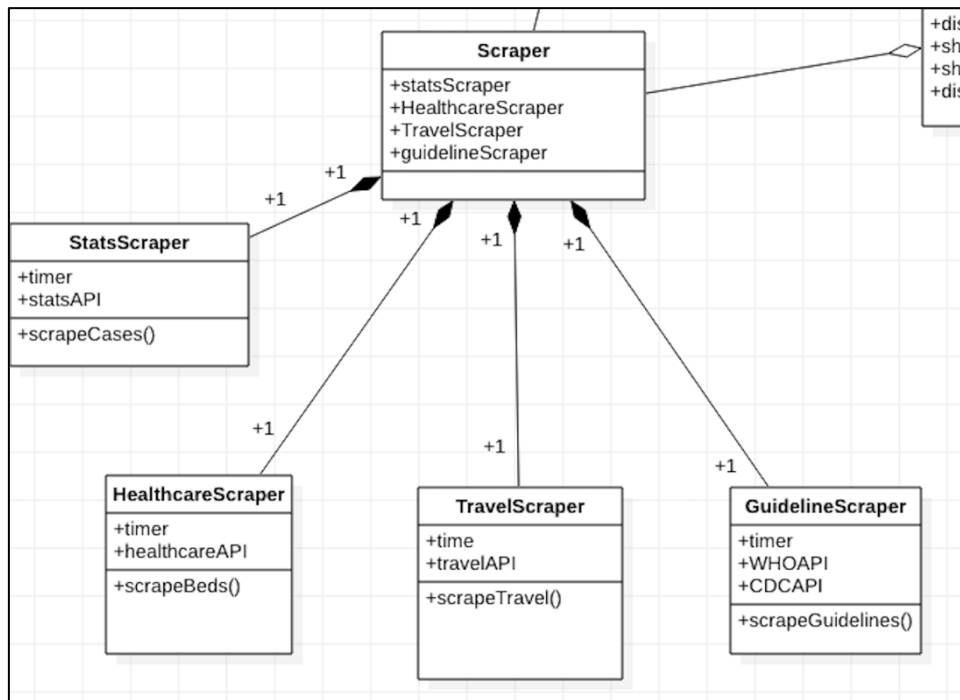 Scraper
+statsScraper
+HealthcareScraper
+TravelScraper
+guidelineScraper
+1
+1
+1
+1
+1
StatsScraper
+timer
+statsAPI
+scrapeCases()
+1
+1
+1
HealthcareScraper
+timer
+healthcareAPI
+scrapeBeds()
TravelScraper
+time
+travelAPI
+scrapeTravel()
GuidelineScraper
+timer
+WHOAPI
+CDCAPI
+scrapeGuidelines()